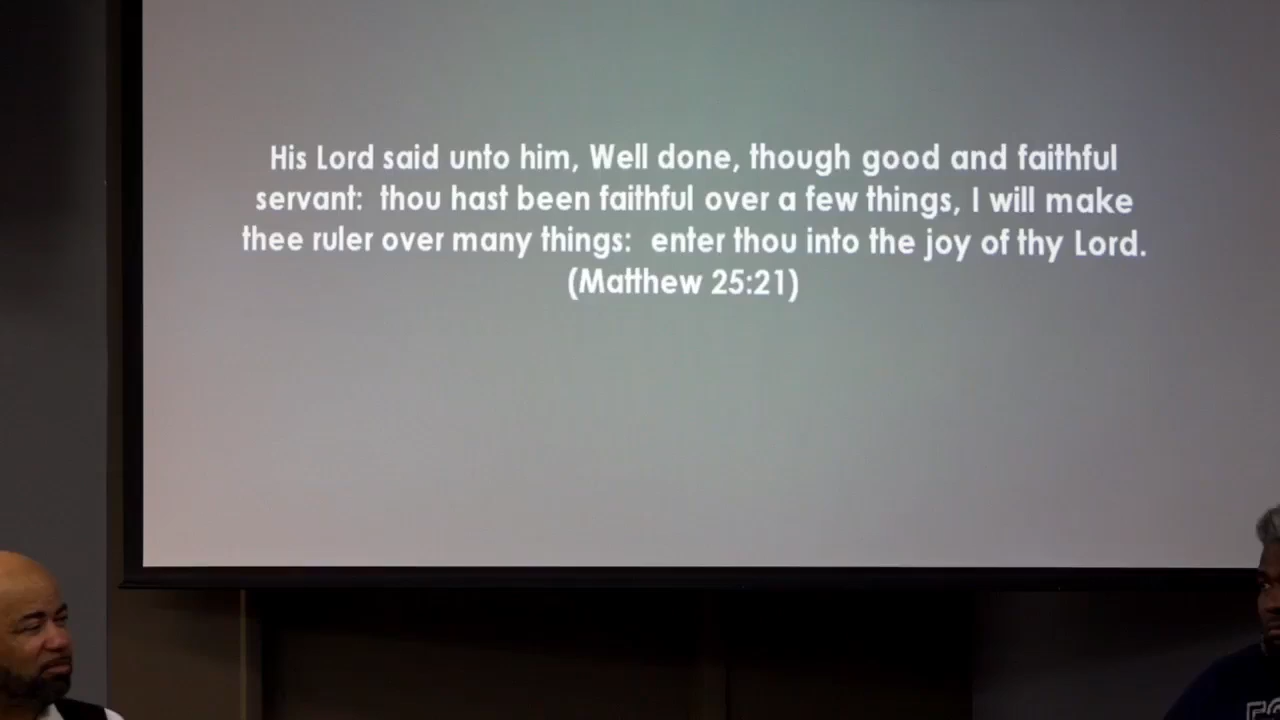 His Lord said unto him, Well done, though good and faithful
servant: thou hast been faithful over a few things, I will make
thee ruler over many things: enter thou into the joy of thy Lord.
(Matthew 25:21)